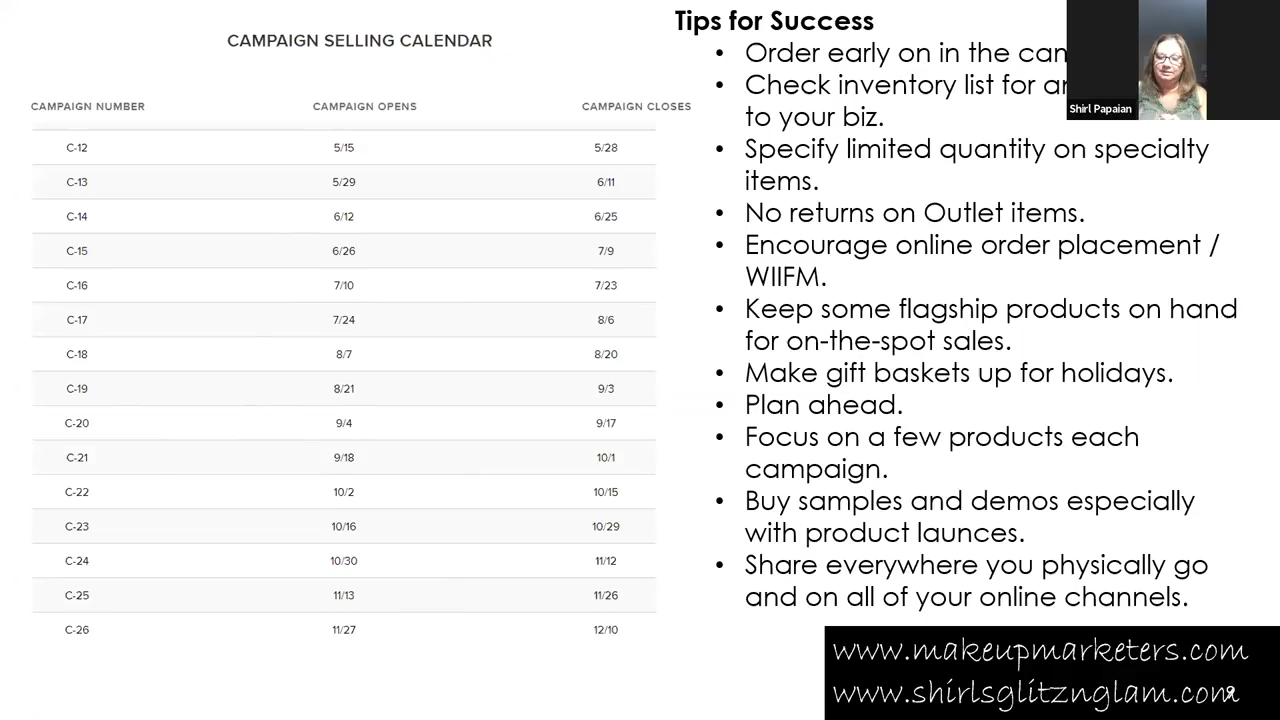 CAMPAIGN SELLING CALENDAR
CAMPAIGN NUMBER CAMPAIGN OPENS CAMPAIGN CLOSES
C-12 5/15 5/28
C-13 5/29 6/11
C-14 6/12 6/25
C-15 6/26 7/9
C-16 7/10 7/23
C-17 7/24 8/6
C-18 8/7 8/20
C-19 8/21 9/3
C-20 9/4 9/17
C-21 9/18 10/1
C-22 10/2 10/15
C-23 10/16 10/29
C-24 10/30 11/12
C-25 11/13 11/26
C-26 11/27 12/10
Tips for Success
• Order early on in the
• Check inventory list for
to your biz.
• Specify limited quantity on specialty
items.
• No returns on Outlet items.
• Encourage online order placement /
WIIFM.
• Keep some flagship products on hand
for on-the-spot sales.
• Make gift baskets up for holidays.
• Plan ahead.
• Focus on a few products each
campaign.
• Buy samples and demos especially
with product launces.
• Share everywhere you physically go
and on all of your online channels.
Shirl Papaian
www.makeupmarketers.com
www.shirlsglitznglam.com